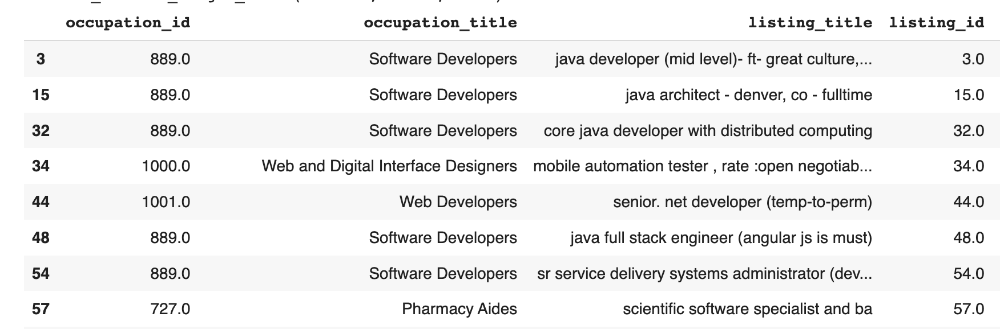 occupation_id occupation_title listing_title listing_id
3 889.0 Software Developers java developer (mid level)- ft- great culture,...  3.0
15 889.0 Software Developers java architect - denver, co - fulltime 15.0
32 889.0 Software Developers core java developer with distributed computing 32.0
34 1000.0 Web and Digital Interface Designers mobile automation tester , rate :open negotiab... 34.0
44 1001.0 Web Developers senior. net developer (temp-to-perm) 44.0
48 889.0 Software Developers java full stack engineer (angular js is must) 48.0
54 889.0 Software Developers sr service delivery systems administrator (dev... 54.0
57 727.0 Pharmacy Aides scientific software specialist and ba 57.0